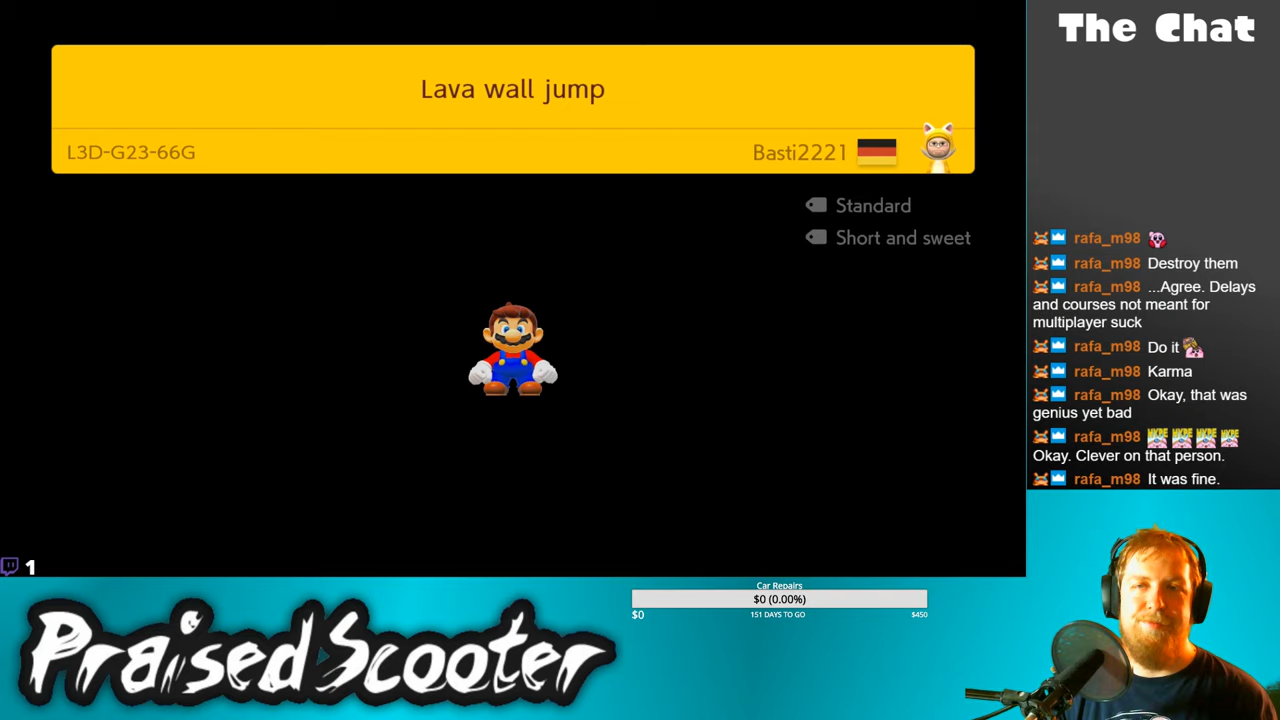 Lava wall jump
L3D-G23-66G
Basti2221
Standard
Short and sweet
The Chat
rafa_m98
rafa_m98 Destroy them
rafa_m98 ...Agree. Delays
and courses not meant for
multiplayer suck
rafa_m98 Do it
rafa_m98 Karma
rafa_m98 Okay, that was
genius yet bad
rafa_m98
Okay. Clever on that person.
rafa_m98 It was fine.
1
PraisedScooter
Car Repairs
$0 (0.00%)
$0 151 DAYS TO GO $450